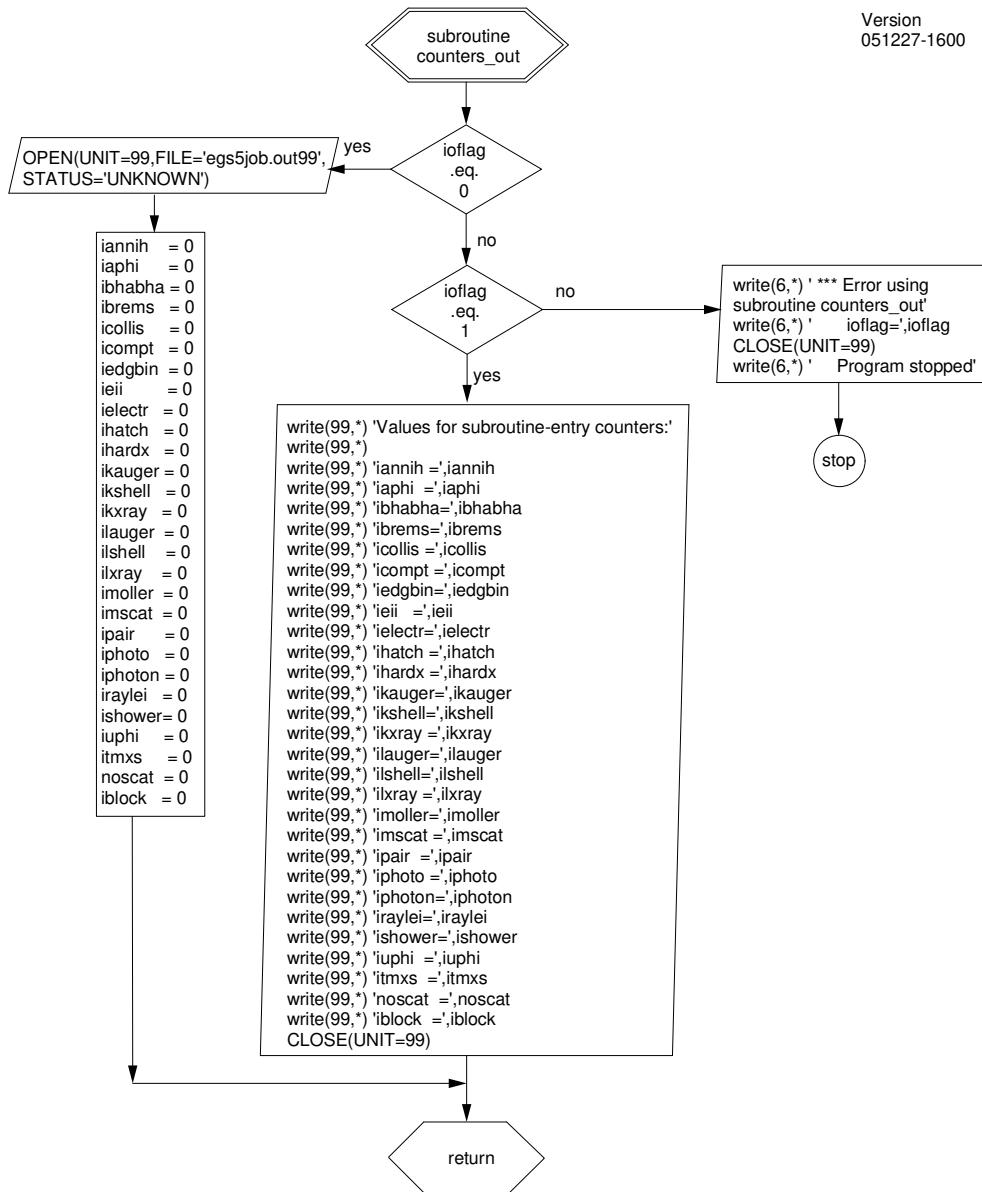 Version
051227-1600
subroutine
counters_out
ioflag
.eq.
0
yes
OPEN(UNIT=99,FILE='egs5job.out99',
STATUS='UNKNOWN')
iannih = 0
iaphi = 0
ibhabha = 0
ibrems = 0
icollis = 0
icompt = 0
iedgbin = 0
ieii = 0
ielectr = 0
ihatch = 0
ihardx = 0
ikauger = 0
ikshell = 0
ikxray = 0
ilauger = 0
ilshell = 0
ilxray = 0
imoller = 0
imscat = 0
ipair = 0
iphoto = 0
iphoton = 0
iraylei = 0
ishower= 0
iuphi = 0
itmxs = 0
noscat = 0
iblock = 0
no
ioflag
.eq.
1
no
write(6,*) ' *** Error using
subroutine counters_out'
write(6,*) '      ioflag=',ioflag
CLOSE(UNIT=99)
write(6,*) '     Program stopped'
stop
yes
write(99,*) 'Values for subroutine-entry counters:'
write(99,*)
write(99,*) 'iannih =',iannih
write(99,*) 'iaphi  =',iaphi
write(99,*) 'ibhabha=',ibhabha
write(99,*) 'ibrems=',ibrems
write(99,*) 'icollis =',icollis
write(99,*) 'icompt =',icompt
write(99,*) 'iedgbin=',iedgbin
write(99,*) 'ieii   =',ieii
write(99,*) 'ielectr=',ielectr
write(99,*) 'ihatch =',ihatch
write(99,*) 'ihardx =',ihardx
write(99,*) 'ikauger=',ikauger
write(99,*) 'ikshell=',ikshell
write(99,*) 'ikxray =',ikxray
write(99,*) 'ilauger=',ilauger
write(99,*) 'ilshell=',ilshell
write(99,*) 'ilxray =',ilxray
write(99,*) 'imoller=',imoller
write(99,*) 'imscat =',imscat
write(99,*) 'ipair  =',ipair
write(99,*) 'iphoto =',iphoto
write(99,*) 'iphoton=',iphoton
write(99,*) 'iraylei=',iraylei
write(99,*) 'ishower=',ishower
write(99,*) 'iuphi  =',iuphi
write(99,*) 'itmxs  =',itmxs
write(99,*) 'noscat  =',noscat
write(99,*) 'iblock  =',iblock
CLOSE(UNIT=99)
return